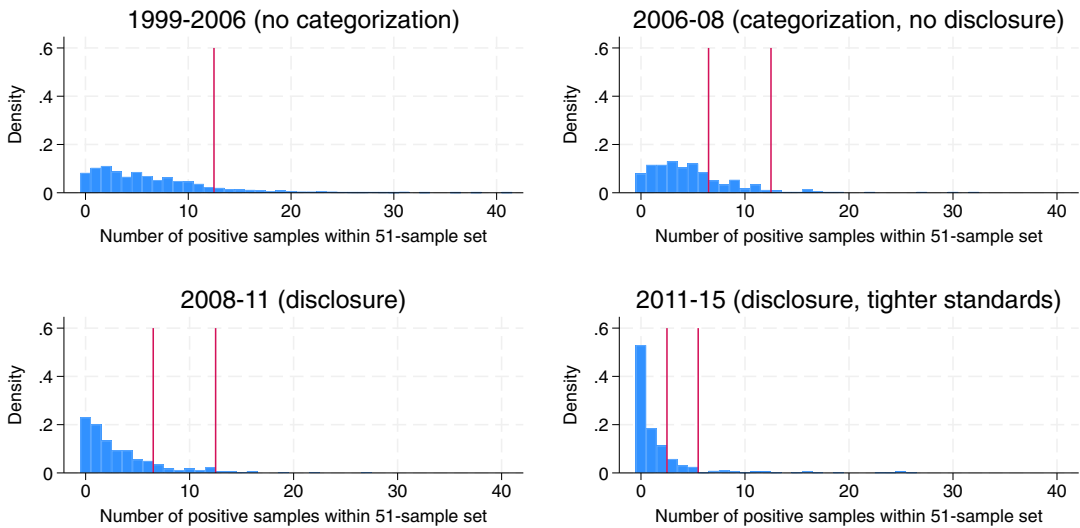 1999-2006 (no categorization)
.6
.4
.2
0
Density
0 10 20 30 40
Number of positive samples within 51-sample set
2006-08 (categorization, no disclosure)
.6
.4
.2
0
Density
0 10 20 30 40
Number of positive samples within 51-sample set
2008-11 (disclosure)
.6
.4
.2
0
Density
0 10 20 30 40
Number of positive samples within 51-sample set
2011-15 (disclosure, tighter standards)
.6
.4
.2
0
Density
0 10 20 30 40
Number of positive samples within 51-sample set